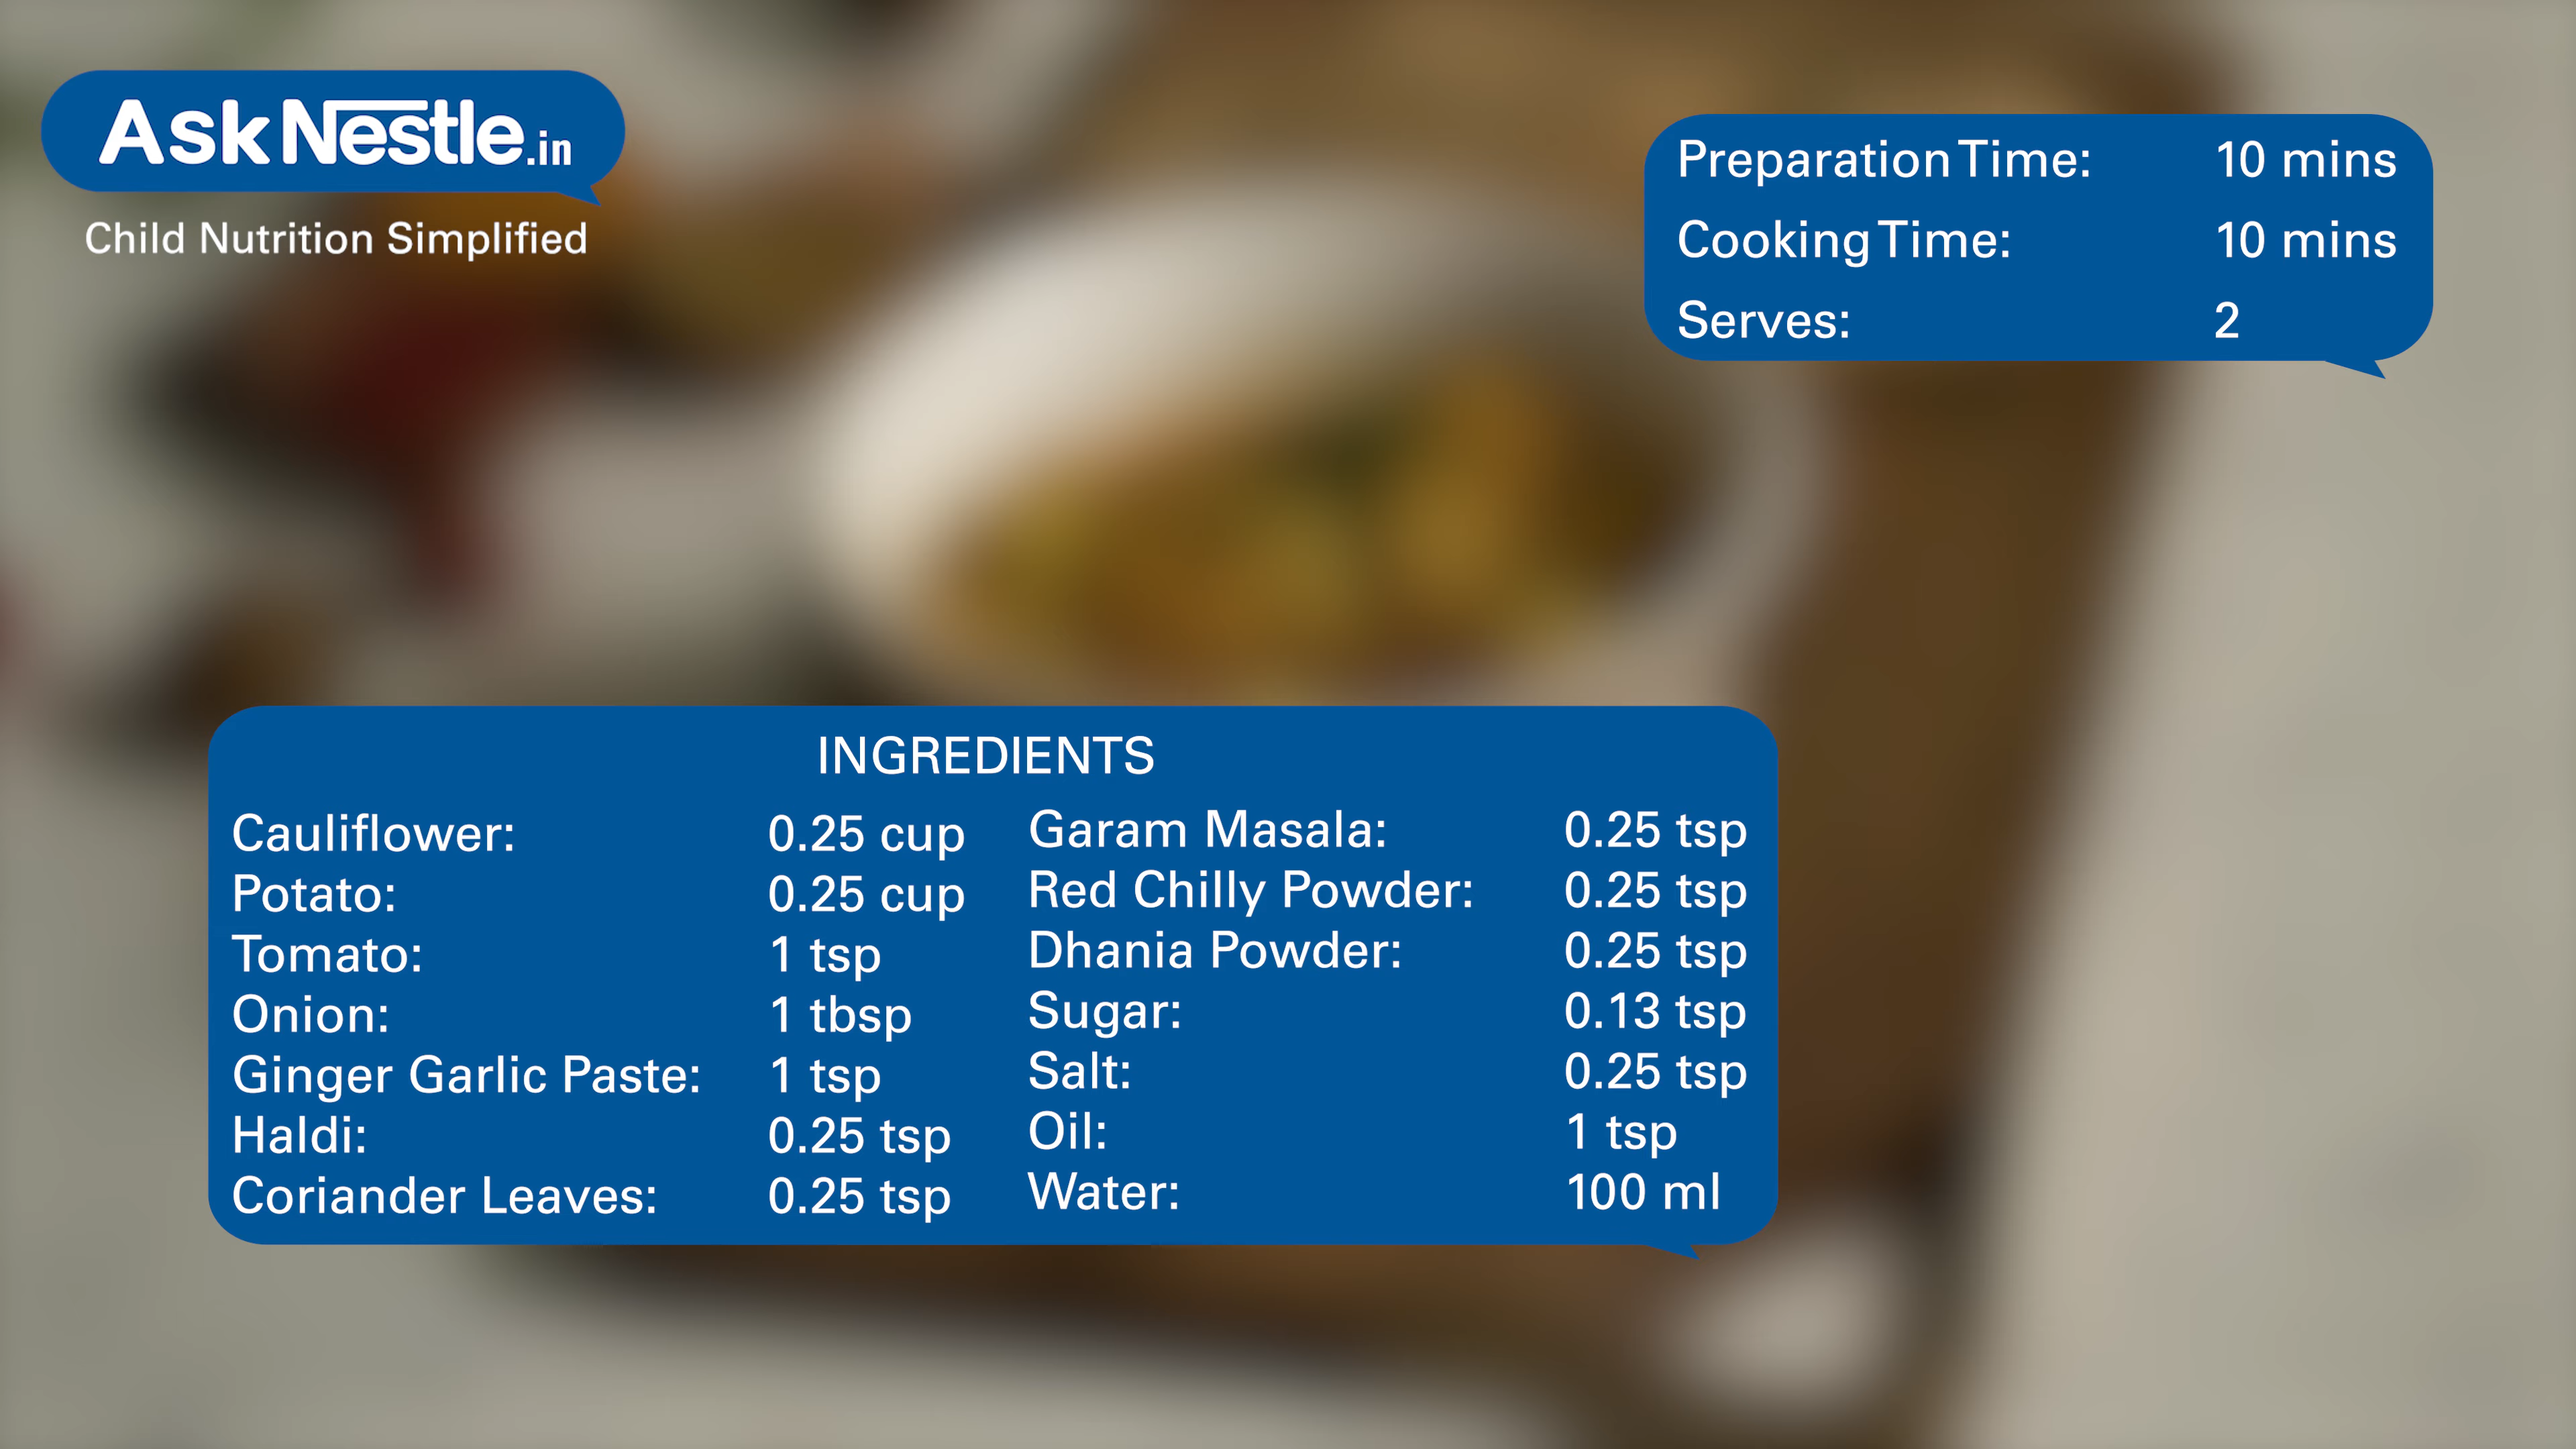 AskNestle.in
Child Nutrition Simplified
Preparation Time: 10 mins
Cooking Time: 10 mins
Serves: 2
INGREDIENTS
Cauliflower: 0.25 cup
Potato: 0.25 cup
Tomato: 1 tsp
Onion: 1 tbsp
Ginger Garlic Paste: 1 tsp
Haldi: 0.25 tsp
Coriander Leaves: 0.25 tsp
Garam Masala: 0.25 tsp
Red Chilly Powder: 0.25 tsp
Dhania Powder: 0.25 tsp
Sugar: 0.13 tsp
Salt: 0.25 tsp
Oil: 1 tsp
Water: 100 ml